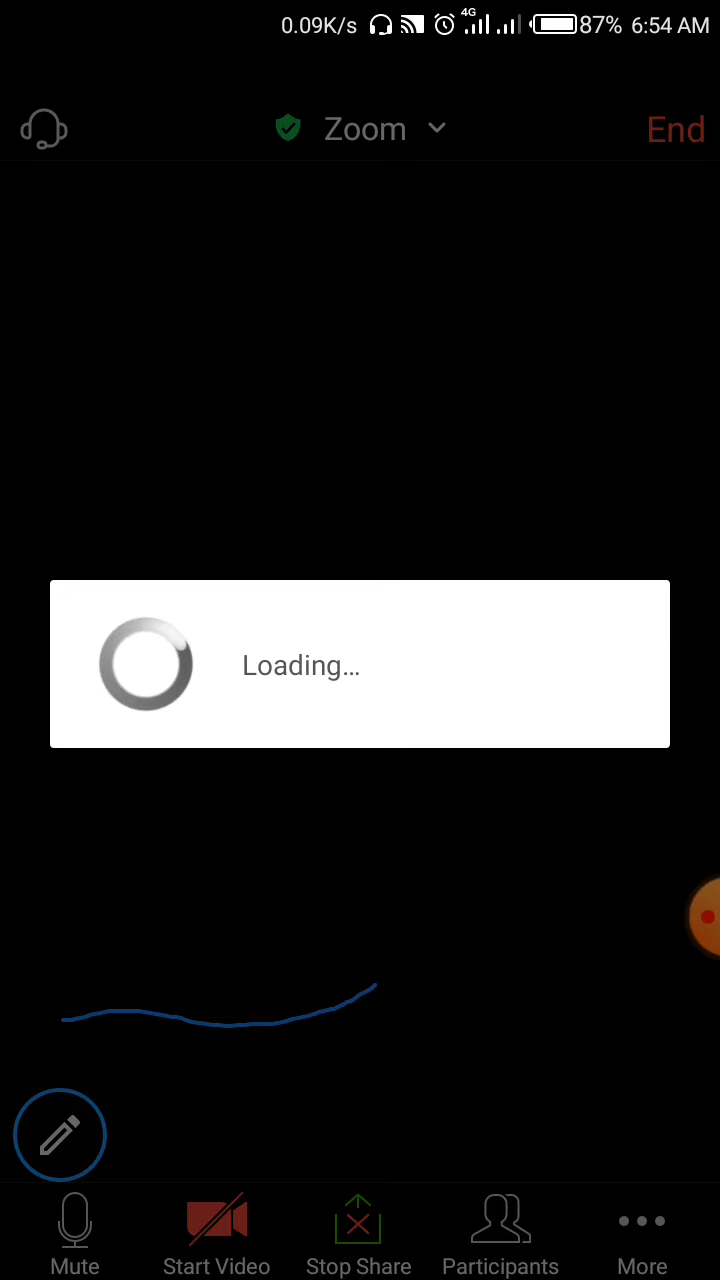 0.09K/s 4G 87% 6:54 AM
Zoom End
Loading...
Mute Start Video Stop Share Participants More